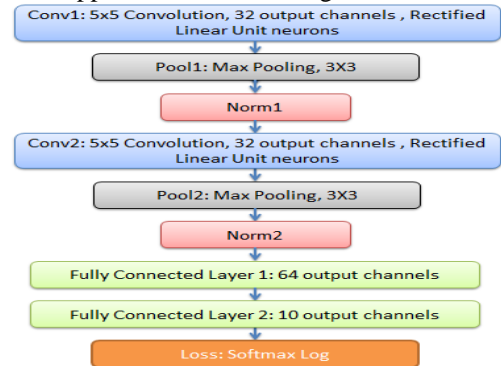 Conv1: 5x5 Convolution, 32 output channels , Rectified
Linear Unit neurons
Pool1: Max Pooling, 3X3
Norm1
Conv2: 5x5 Convolution, 32 output channels , Rectified
Linear Unit neurons
Pool2: Max Pooling, 3X3
Norm2
Fully Connected Layer 1: 64 output channels
Fully Connected Layer 2: 10 output channels
Loss: Softmax Log